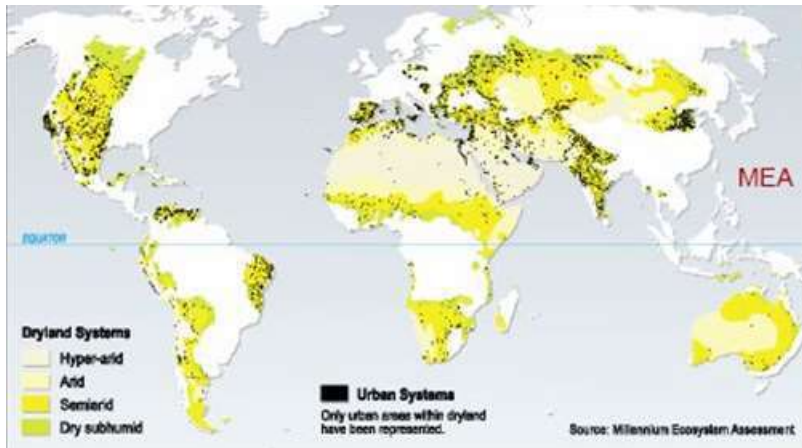 MEA
EQUATOR
Dryland Systems
Hyper-arid
Arid
Semiarid
Dry subhumid
Urban Systems
Only urban areas within dryland
have been represented.
Source: Millennium Ecosystem Assessment